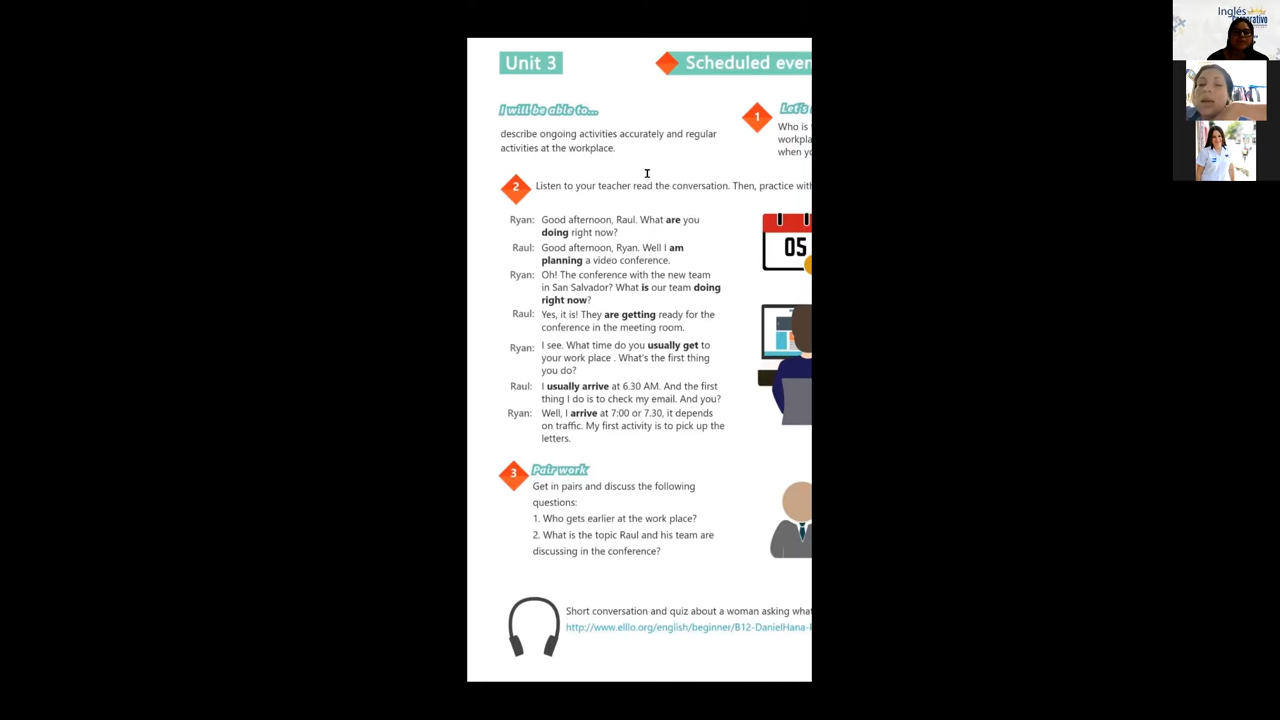 Unit 3
Scheduled even
I will be able to...
describe ongoing activities accurately and regular
activities at the workplace.
1
Let's
Who is
workpla
when yo
2
Listen to your teacher read the conversation. Then, practice with
Ryan: Good afternoon, Raul. What are you
doing right now?
Raul: Good afternoon, Ryan. Well I am
planning a video conference.
Ryan: Oh! The conference with the new team
in San Salvador? What is our team doing
right now?
Raul: Yes, it is! They are getting ready for the
conference in the meeting room.
Ryan: I see. What time do you usually get to
your work place . What's the first thing
you do?
Raul: I usually arrive at 6.30 AM. And the first
thing I do is to check my email. And you?
Ryan: Well, I arrive at 7:00 or 7.30, it depends
on traffic. My first activity is to pick up the
letters.
05
3
Pair work
Get in pairs and discuss the following
questions:
1. Who gets earlier at the work place?
2. What is the topic Raul and his team are
discussing in the conference?
Short conversation and quiz about a woman asking what
http://www.elllo.org/english/beginner/B12-DanielHana-
Inglés
Corporativo